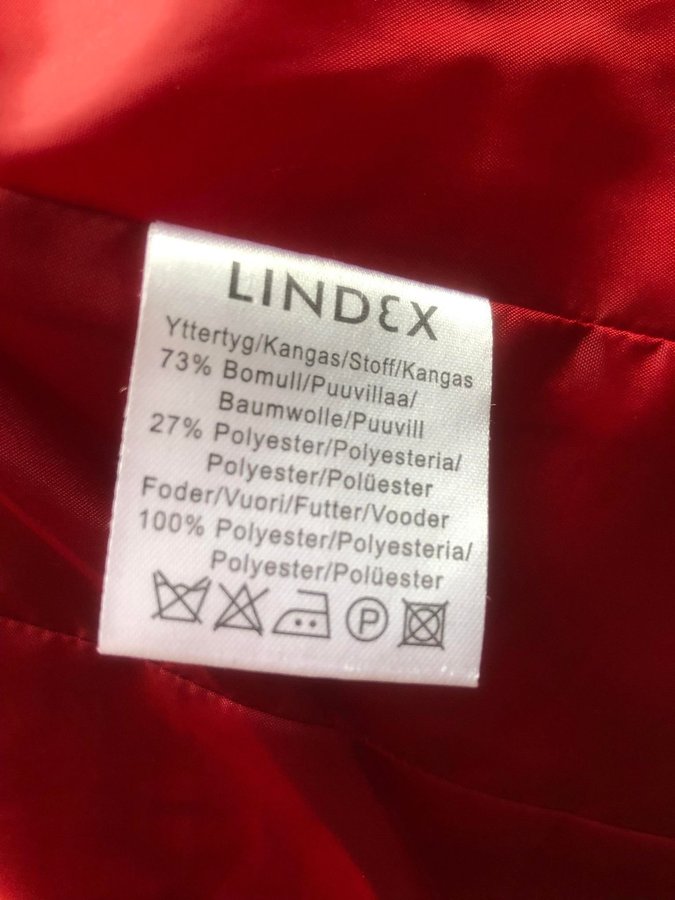 LINDEX
Yttertyg/Kangas/Stoff/Kangas
73% Bomull/Puuvillaa/
Baumwolle/Puuvill
27% Polyester/Polyesteria/
Polyester/Polüester
Foder/Vuori/Futter/Vooder
100% Polyester/Polyesteria/
Polyester/Polüester
P